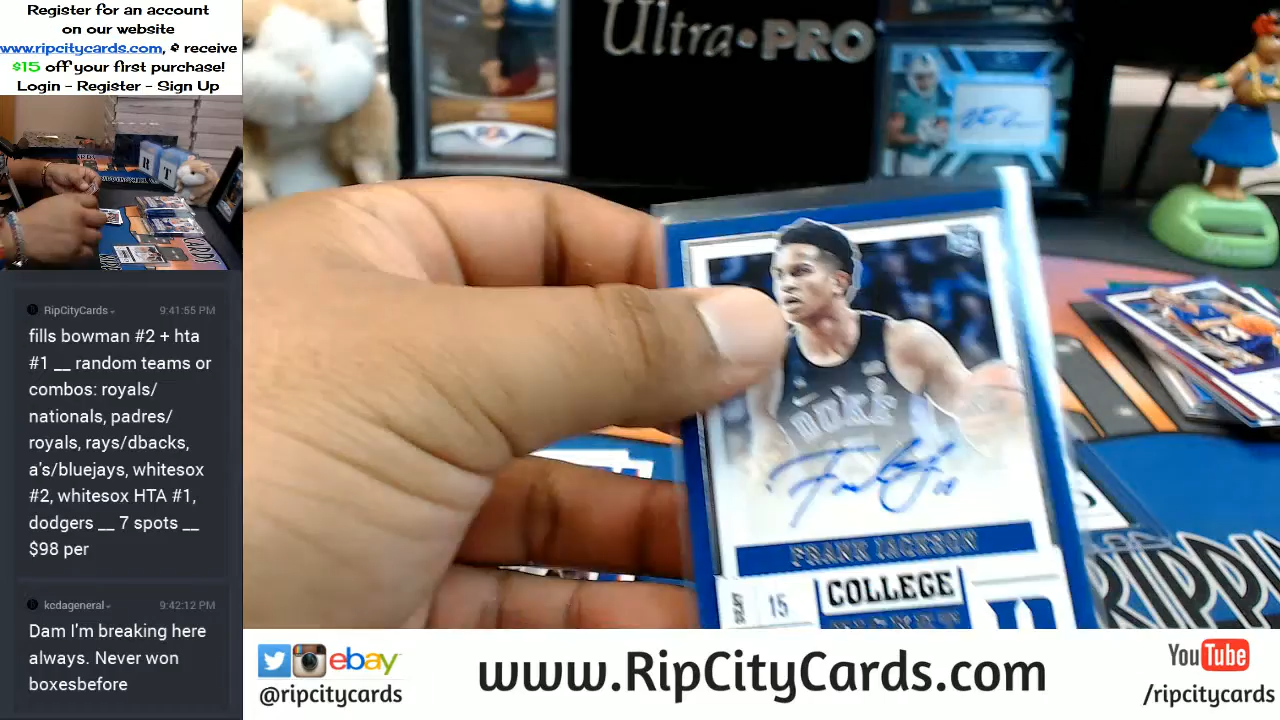 Register for an account
on our website
www.ripcitycards.com, & receive
$15 off your first purchase!
Login - Register - Sign Up
Ultra PRO
R T
RipCityCards
9:41:55 PM
fills bowman #2 + hta
#1 __ random teams or
combos: royals/
nationals, padres/
royals, rays/dbacks,
a's/bluejays, whitesox
#2, whitesox HTA #1,
dodgers __ 7 spots __
$98 per
kcdageneral
9:42:12 PM
Dam I'm breaking here
always. Never won
boxesbefore
DUKE
FRANK JACKSON
15
COLLEGE
D
RIPPI
ebay
@ripcitycards
www.RipCityCards.com
YouTube
/ripcitycards